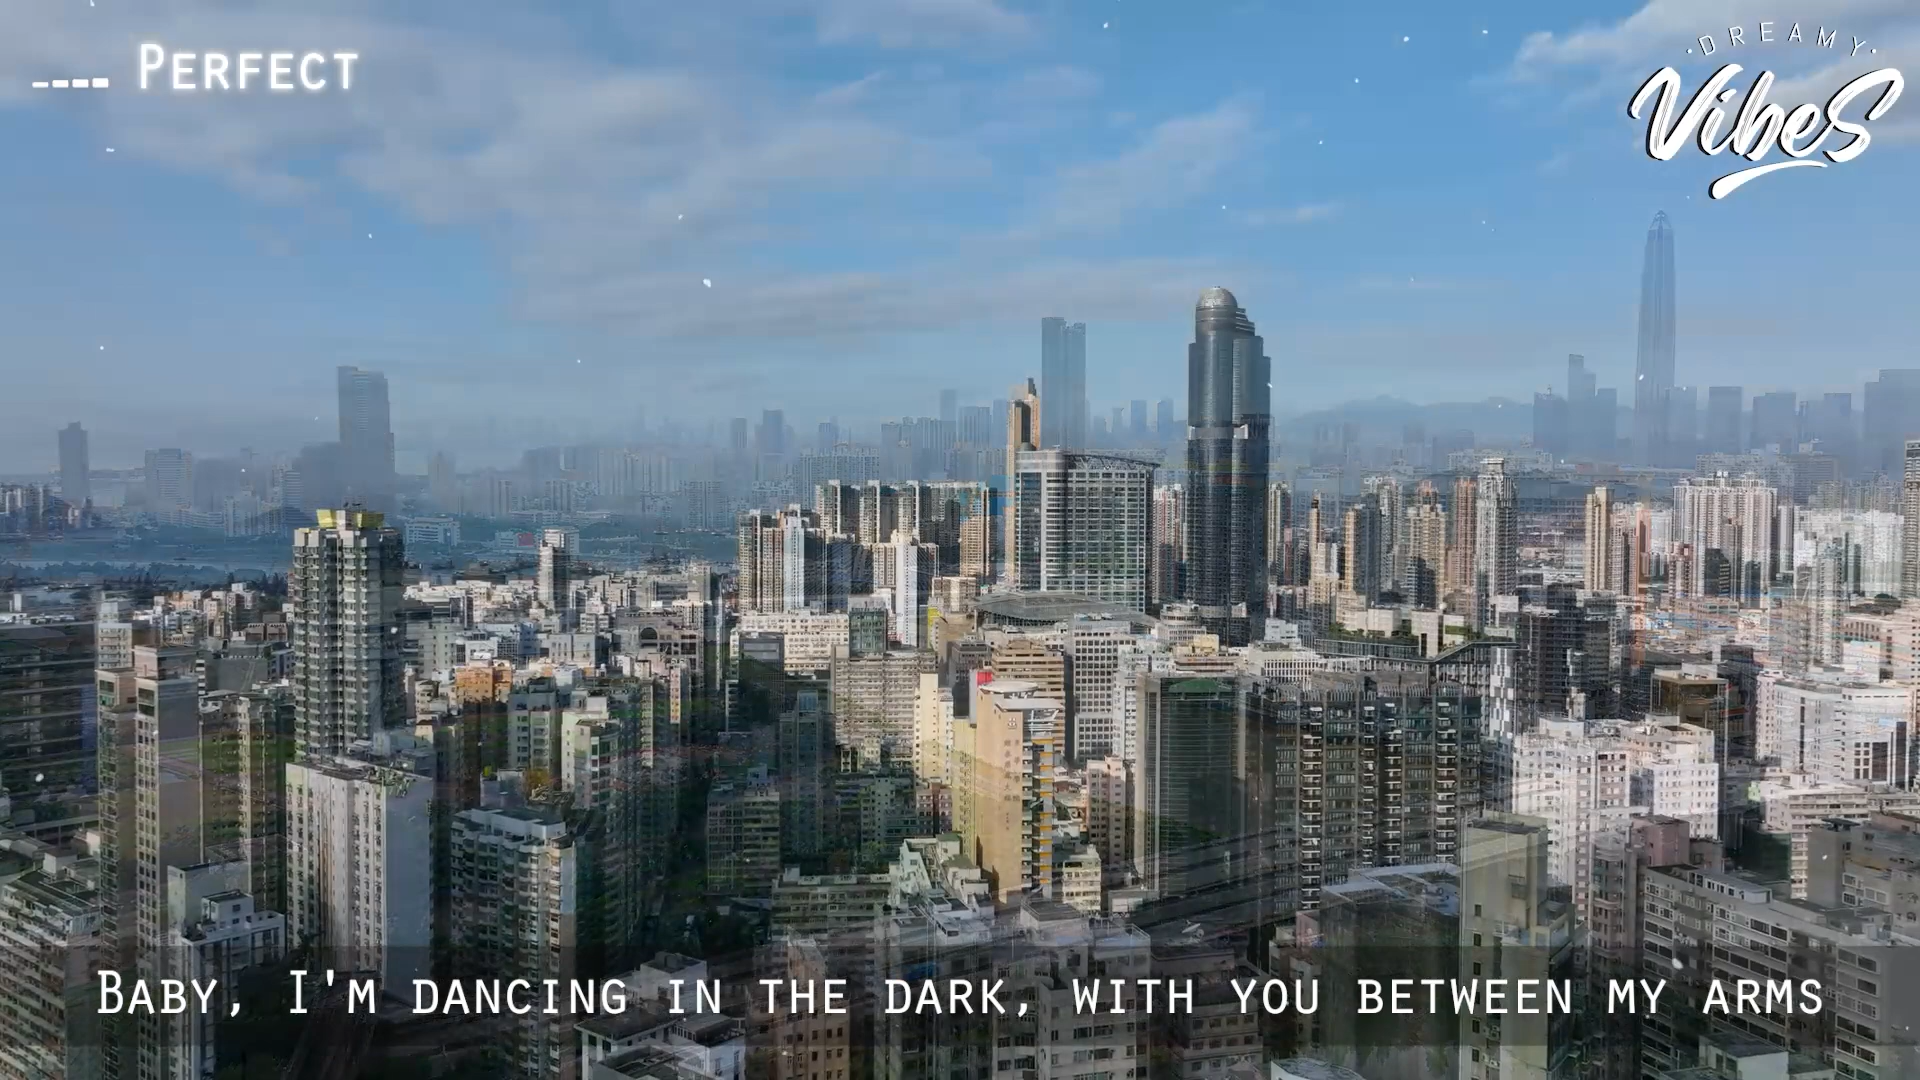 PERFECT
DREAMY
Vibes
BABY, I'M DANCING IN THE DARK, WITH YOU BETWEEN MY ARMS